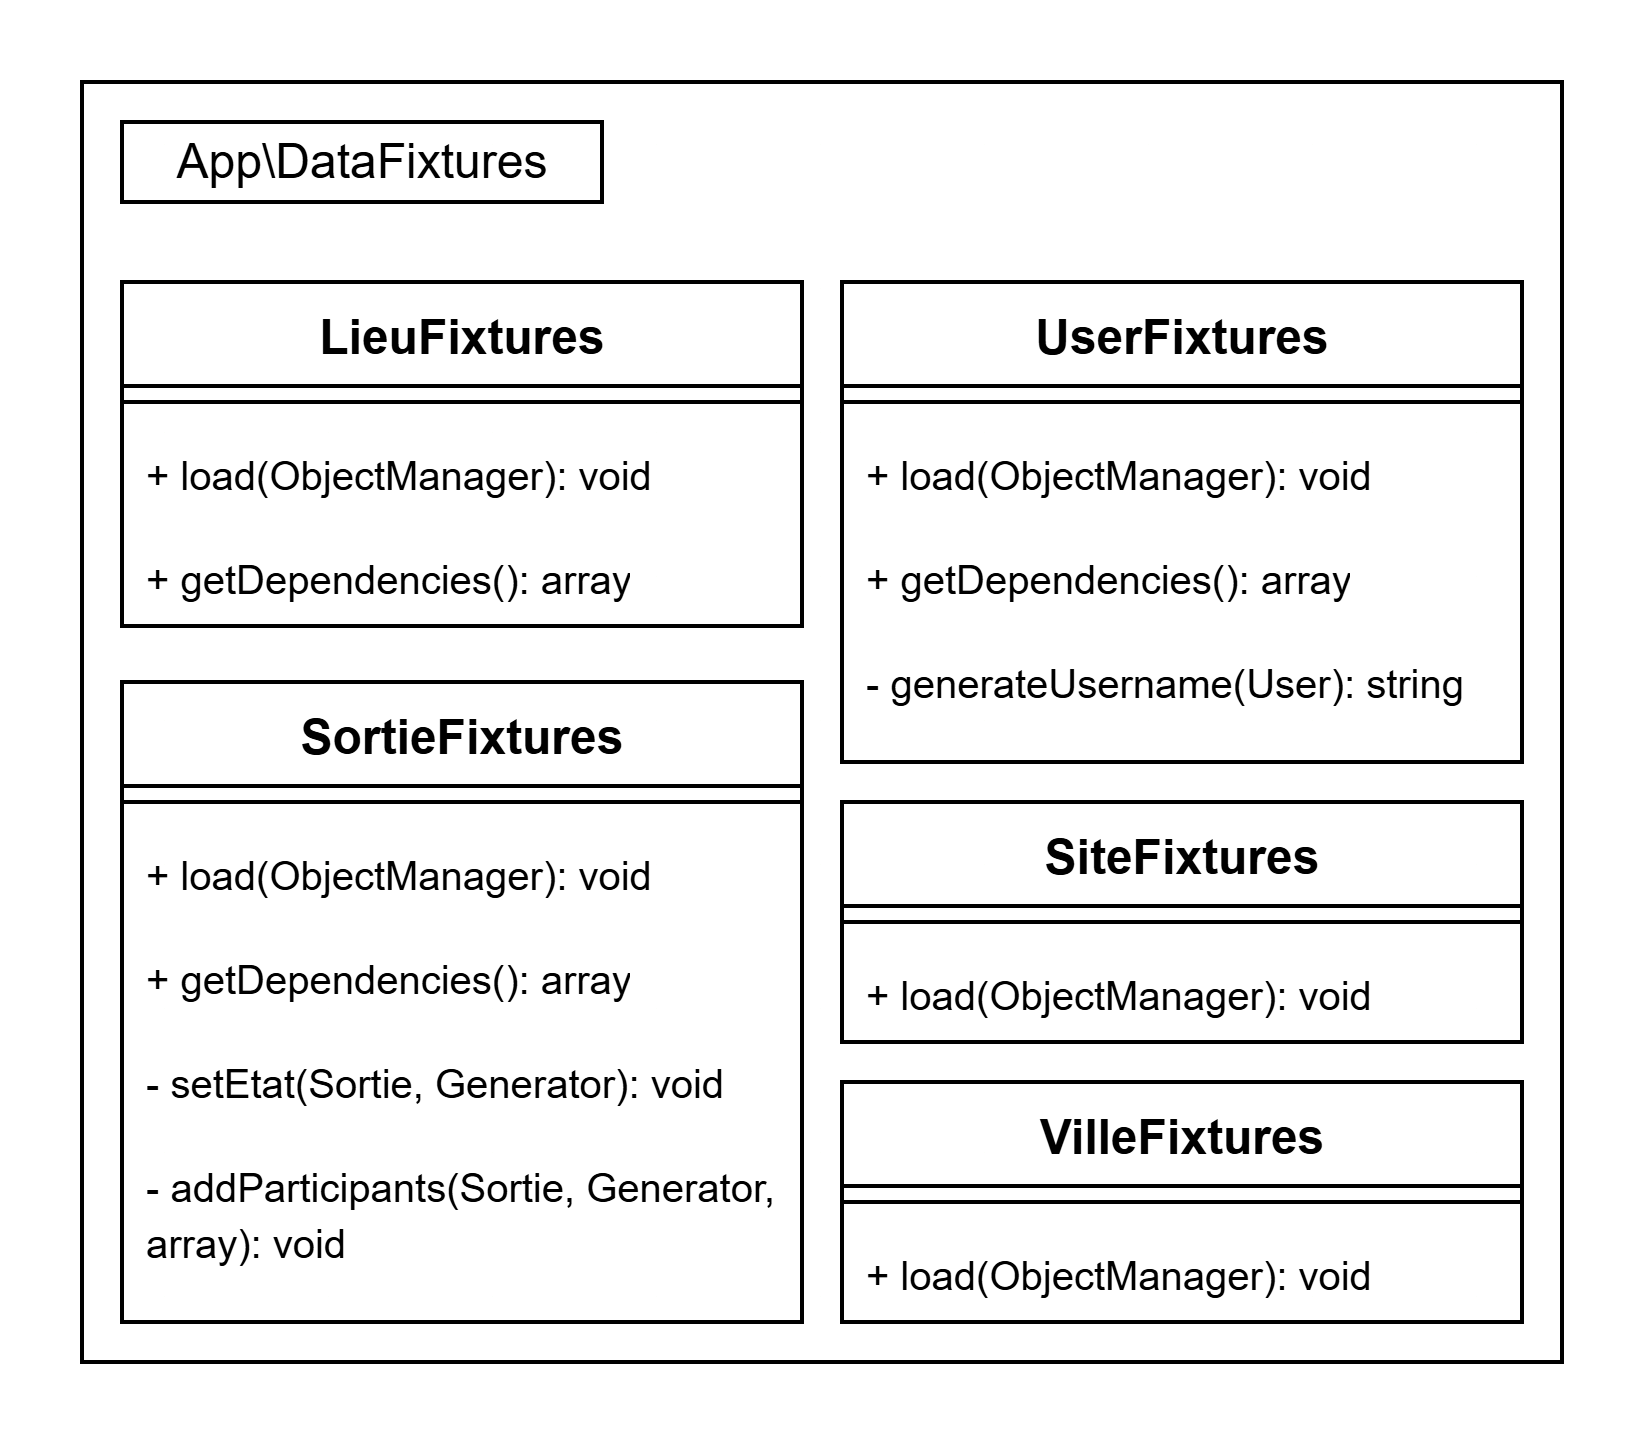 App\DataFixtures
LieuFixtures
+ load(ObjectManager): void
+ getDependencies(): array
SortieFixtures
+ load(ObjectManager): void
+ getDependencies(): array
- setEtat(Sortie, Generator): void
- addParticipants(Sortie, Generator,
array): void
UserFixtures
+ load(ObjectManager): void
+ getDependencies(): array
- generateUsername(User): string
SiteFixtures
+ load(ObjectManager): void
VilleFixtures
+ load(ObjectManager): void